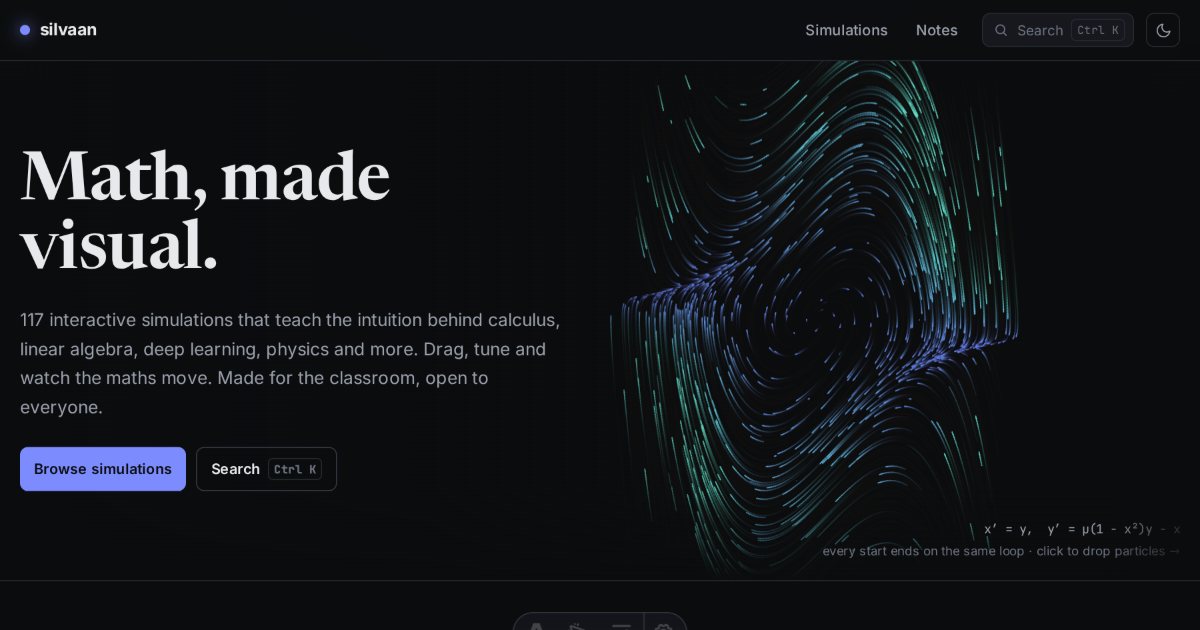 silvaan
Simulations
Notes
Search Ctrl K
Math, made
visual.
117 interactive simulations that teach the intuition behind calculus,
linear algebra, deep learning, physics and more. Drag, tune and
watch the maths move. Made for the classroom, open to
everyone.
Browse simulations
Search Ctrl K
x′ = y,  y′ = μ(1 - x²)y - x
every start ends on the same loop · click to drop particles →